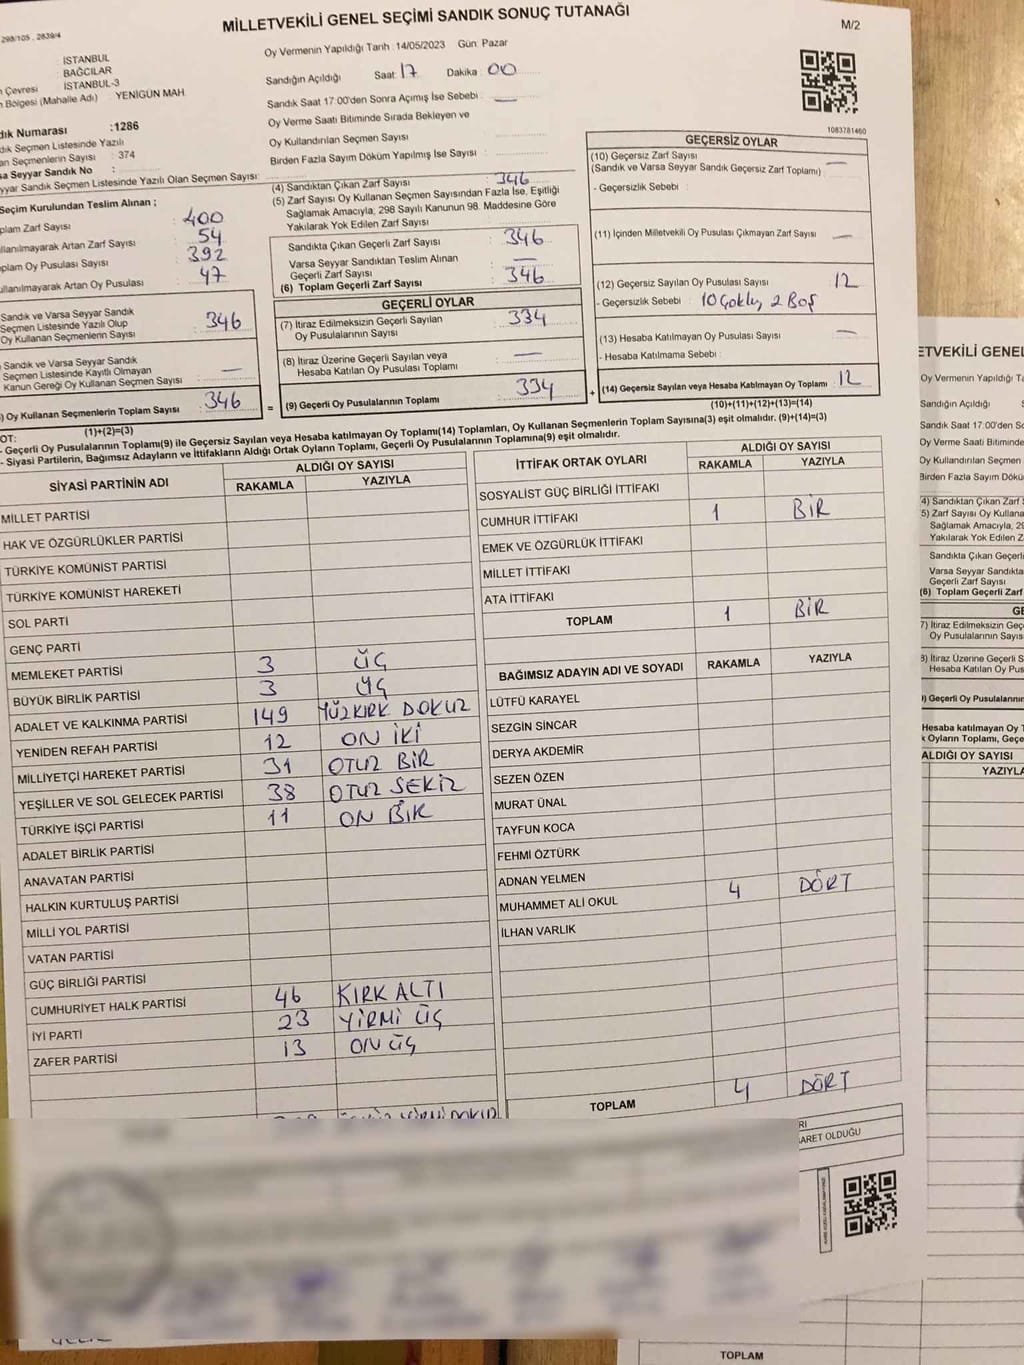 MİLLETVEKİLİ GENEL SEÇİMİ SANDIK SONUÇ TUTANAĞI
M/2
298/105 . 2839/4
Oy Vermenin Yapıldığı Tarih : 14/05/2023 Gün: Pazar
: İSTANBUL
: BAĞCILAR
Çevresi : İSTANBUL-3
Bölgesi (Mahalle Adı) : YENİGÜN MAH.
Sandığın Açıldığı Saat: 17 Dakika : 00
Sandık Saat 17:00'den Sonra Açımış İse Sebebi : —
Oy Verme Saati Bitiminde Sırada Bekleyen ve
Oy Kullandırılan Seçmen Sayısı :
Birden Fazla Sayım Döküm Yapılmış İse Sayısı :
1083781460
Numarası : 1286
Seçmen Listesinde Yazılı
Seçmenlerin Sayısı : 374
Seyyar Sandık No :
Seyyar Sandık Seçmen Listesinde Yazılı Olan Seçmen Sayısı:
Seçim Kurulundan Teslim Alınan ;
Zarf Sayısı : 400
Artan Zarf Sayısı : 54
Oy Pusulası Sayısı : 392
Artan Oy Pusulası : 47
Sandık ve Varsa Seyyar Sandık
Seçmen Listesinde Yazılı Olup
Oy Kullanan Seçmenlerin Sayısı : 346
Sandık ve Varsa Seyyar Sandık
Seçmen Listesinde Kayıtlı Olmayan
Kanun Gereği Oy Kullanan Seçmen Sayısı : —
Oy Kullanan Seçmenlerin Toplam Sayısı : 346
(1)+(2)=(3)
(4) Sandıktan Çıkan Zarf Sayısı : 346
(5) Zarf Sayısı Oy Kullanan Seçmen Sayısından Fazla İse, Eşitliği
Sağlamak Amacıyla, 298 Sayılı Kanunun 98. Maddesine Göre
Yakılarak Yok Edilen Zarf Sayısı :
Sandıkta Çıkan Geçerli Zarf Sayısı : 346
Varsa Seyyar Sandıktan Teslim Alınan
Geçerli Zarf Sayısı : —
(6) Toplam Geçerli Zarf Sayısı : 346
GEÇERLİ OYLAR
(7) İtiraz Edilmeksizin Geçerli Sayılan
Oy Pusulalarının Sayısı : 334
(8) İtiraz Üzerine Geçerli Sayılan veya
Hesaba Katılan Oy Pusulası Toplamı : —
= (9) Geçerli Oy Pusulalarının Toplamı : 334 +
GEÇERSİZ OYLAR
(10) Geçersiz Zarf Sayısı
(Sandık ve Varsa Seyyar Sandık Geçersiz Zarf Toplamı) : —
- Geçersizlik Sebebi :
(11) İçinden Milletvekili Oy Pusulası Çıkmayan Zarf Sayısı : —
(12) Geçersiz Sayılan Oy Pusulası Sayısı : 12
- Geçersizlik Sebebi : 10 Çoklu, 2 Boş
(13) Hesaba Katılmayan Oy Pusulası Sayısı : —
- Hesaba Katılmama Sebebi :
(14) Geçersiz Sayılan veya Hesaba Katılmayan Oy Toplamı : 12
(10)+(11)+(12)+(13)=(14)
NOT:
- Geçerli Oy Pusulalarının Toplamı(9) ile Geçersiz Sayılan veya Hesaba katılmayan Oy Toplamı(14) Toplamları, Oy Kullanan Seçmenlerin Toplam Sayısına(3) eşit olmalıdır. (9)+(14)=(3)
- Siyasi Partilerin, Bağımsız Adayların ve İttifakların Aldığı Ortak Oyların Toplamı, Geçerli Oy Pusulalarının Toplamına(9) eşit olmalıdır.
SİYASİ PARTİNİN ADI
ALDIĞI OY SAYISI
RAKAMLA YAZIYLA
MİLLET PARTİSİ
HAK VE ÖZGÜRLÜKLER PARTİSİ
TÜRKİYE KOMÜNİST PARTİSİ
TÜRKİYE KOMÜNİST HAREKETİ
SOL PARTİ
GENÇ PARTİ
MEMLEKET PARTİSİ 3 ÜÇ
BÜYÜK BİRLİK PARTİSİ 3 ÜÇ
ADALET VE KALKINMA PARTİSİ 149 YÜZKIRK DOKUZ
YENİDEN REFAH PARTİSİ 12 ON İKİ
MİLLİYETÇİ HAREKET PARTİSİ 31 OTUZ BİR
YEŞİLLER VE SOL GELECEK PARTİSİ 38 OTUZ SEKİZ
TÜRKİYE İŞÇİ PARTİSİ 11 ON BİR
ADALET BİRLİK PARTİSİ
ANAVATAN PARTİSİ
HALKIN KURTULUŞ PARTİSİ
MİLLİ YOL PARTİSİ
VATAN PARTİSİ
GÜÇ BİRLİĞİ PARTİSİ
CUMHURİYET HALK PARTİSİ 46 KIRK ALTI
İYİ PARTİ 23 YİRMİ ÜÇ
ZAFER PARTİSİ 13 ON ÜÇ
İTTİFAK ORTAK OYLARI
ALDIĞI OY SAYISI
RAKAMLA YAZIYLA
SOSYALİST GÜÇ BİRLİĞİ İTTİFAKI
CUMHUR İTTİFAKI 1 BİR
EMEK VE ÖZGÜRLÜK İTTİFAKI
MİLLET İTTİFAKI
ATA İTTİFAKI
TOPLAM 1 BİR
BAĞIMSIZ ADAYIN ADI VE SOYADI RAKAMLA YAZIYLA
LÜTFÜ KARAYEL
SEZGİN SİNCAR
DERYA AKDEMİR
SEZEN ÖZEN
MURAT ÜNAL
TAYFUN KOCA
FEHMİ ÖZTÜRK
ADNAN YELMEN
MUHAMMET ALİ OKUL 4 DÖRT
İLHAN VARLIK
TOPLAM 4 DÖRT
ARET OLDUĞU
ETVEKİLİ GENEL
Oy Vermenin Yapıldığı
Sandığın Açıldığı
Sandık Saat 17:00'den
Oy Verme Saati Bitiminde
Oy Kullandırılan Seçmen
Birden Fazla Sayım
4) Sandıktan Çıkan Zarf
5) Zarf Sayısı Oy
Sağlamak Amacıyla,
Yakılarak Yok Edilen
Sandıkta Çıkan Geçerli
Varsa Seyyar
Geçerli Zarf Sayısı
(6) Toplam Geçerli Zarf
7) İtiraz Edilmeksizin
Oy Pusulalarının
8) İtiraz Üzerine Geçerli
Hesaba Katılan Oy
Geçerli Oy Pusulalarının
Hesaba katılmayan Oy
Oyların Toplamı,
ALDIĞI OY SAYISI
TOPLAM